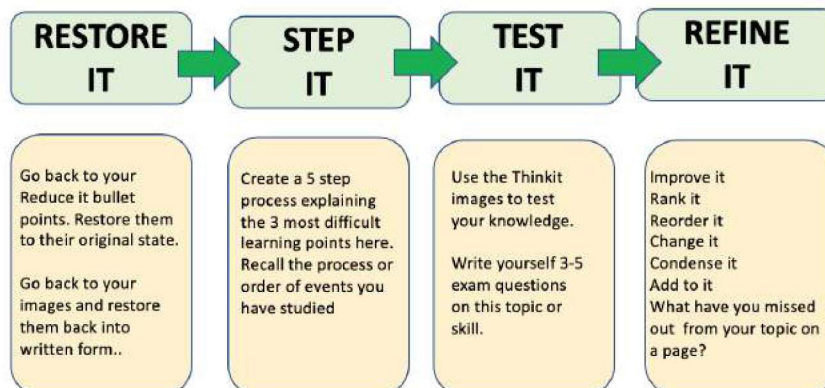 RESTORE
IT
STEP
IT
TEST
IT
REFINE
IT
Go back to your
Reduce it bullet
points. Restore them
to their original state.
Go back to your
images and restore
them back into
written form..
Create a 5 step
process explaining
the 3 most difficult
learning points here.
Recall the process or
order of events you
have studied
Use the Thinkit
images to test
your knowledge.
Write yourself 3-5
exam questions
on this topic or
skill.
Improve it
Rank it
Reorder it
Change it
Condense it
Add to it
What have you missed
out from your topic on
a page?